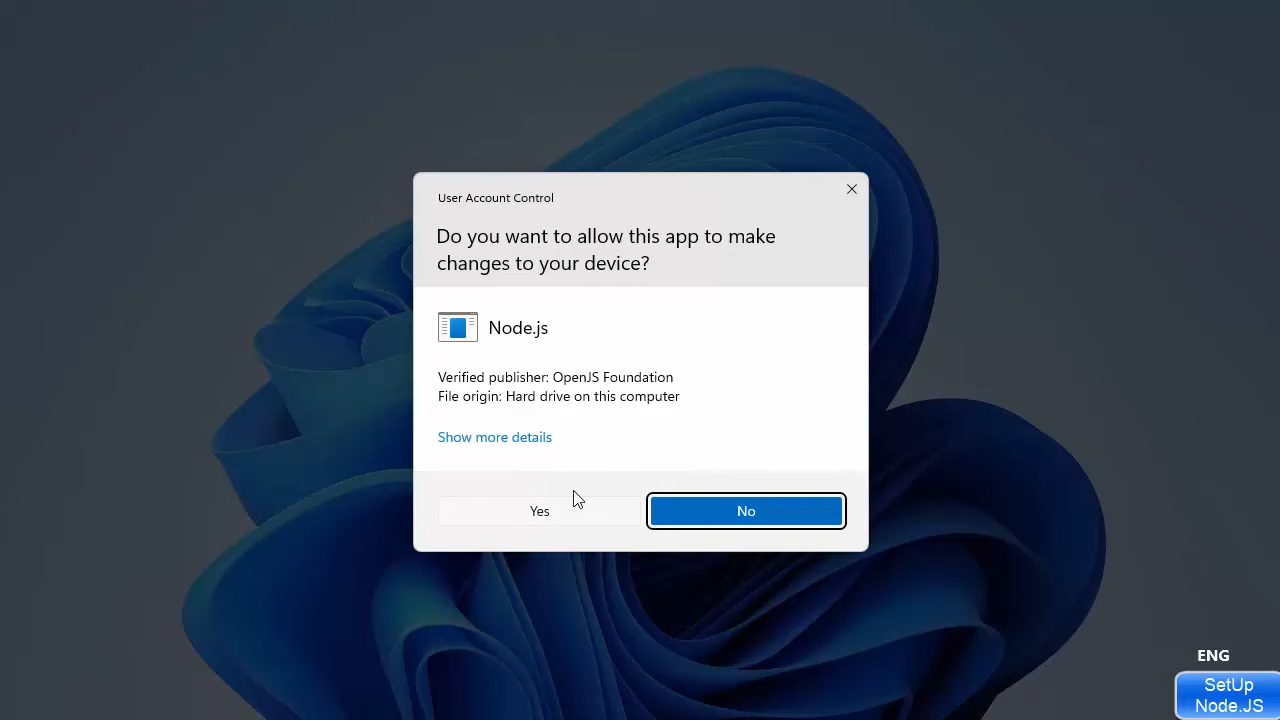 User Account Control
Do you want to allow this app to make
changes to your device?
Node.js
Verified publisher: OpenJS Foundation
File origin: Hard drive on this computer
Show more details
Yes
No
ENG
SetUp
Node.JS